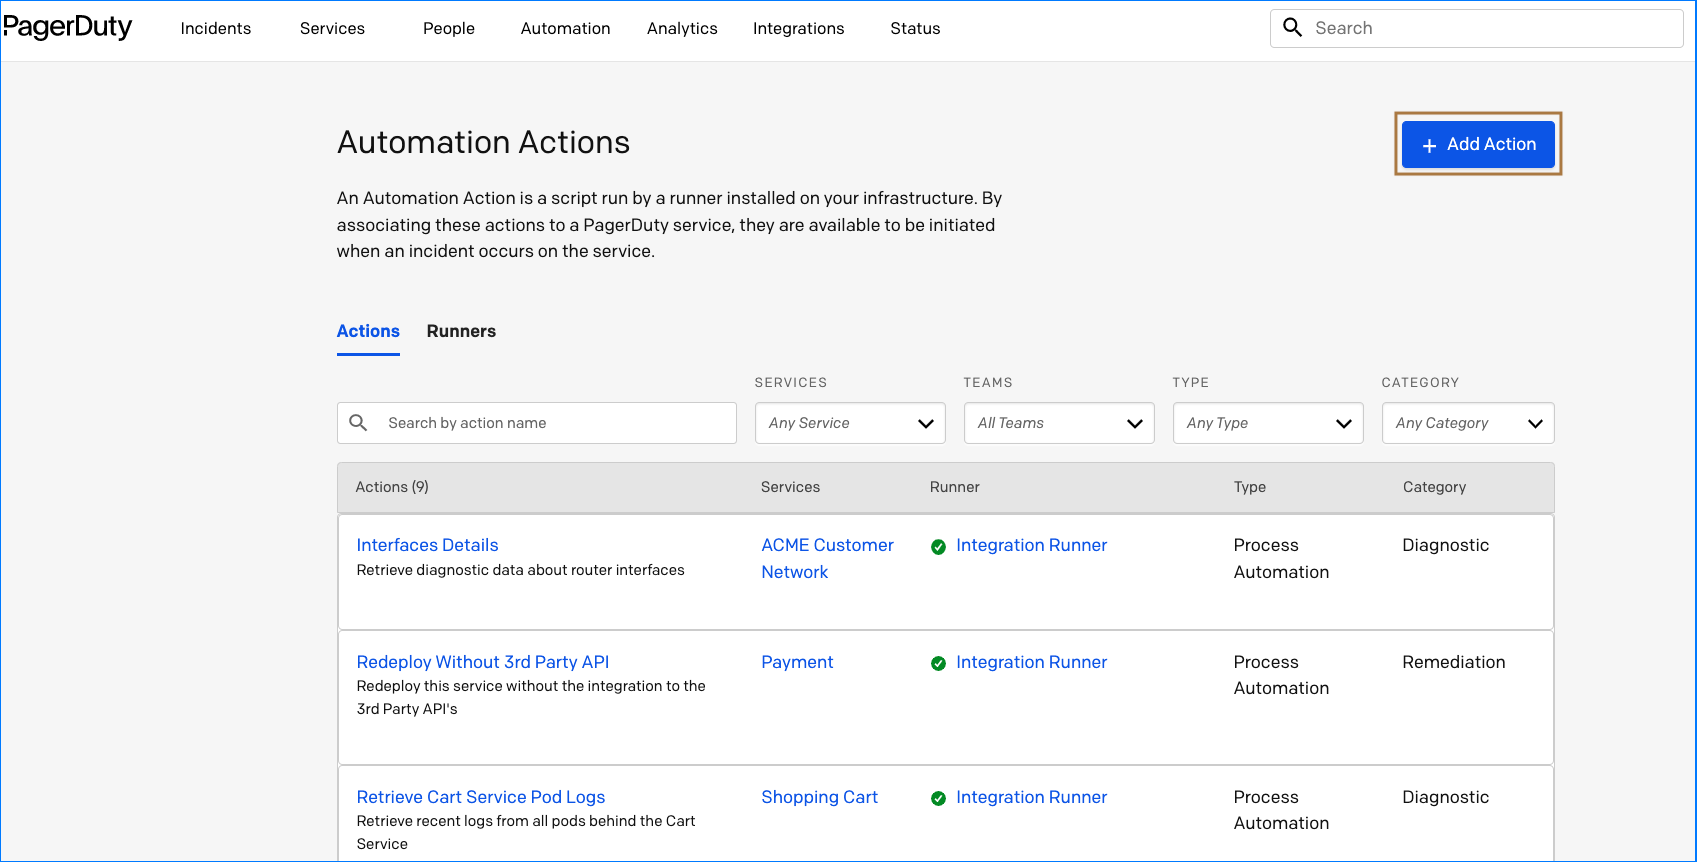 PagerDuty
Incidents
Services
People
Automation
Analytics
Integrations
Status
Search
Automation Actions
+ Add Action
An Automation Action is a script run by a runner installed on your infrastructure. By
associating these actions to a PagerDuty service, they are available to be initiated
when an incident occurs on the service.
Actions
Runners
SERVICES
TEAMS
TYPE
CATEGORY
Search by action name
Any Service
All Teams
Any Type
Any Category
Actions (9)
Services
Runner
Type
Category
Interfaces Details
Retrieve diagnostic data about router interfaces
ACME Customer
Network
Integration Runner
Process
Automation
Diagnostic
Redeploy Without 3rd Party API
Redeploy this service without the integration to the
3rd Party API's
Payment
Integration Runner
Process
Automation
Remediation
Retrieve Cart Service Pod Logs
Retrieve recent logs from all pods behind the Cart
Service
Shopping Cart
Integration Runner
Process
Automation
Diagnostic